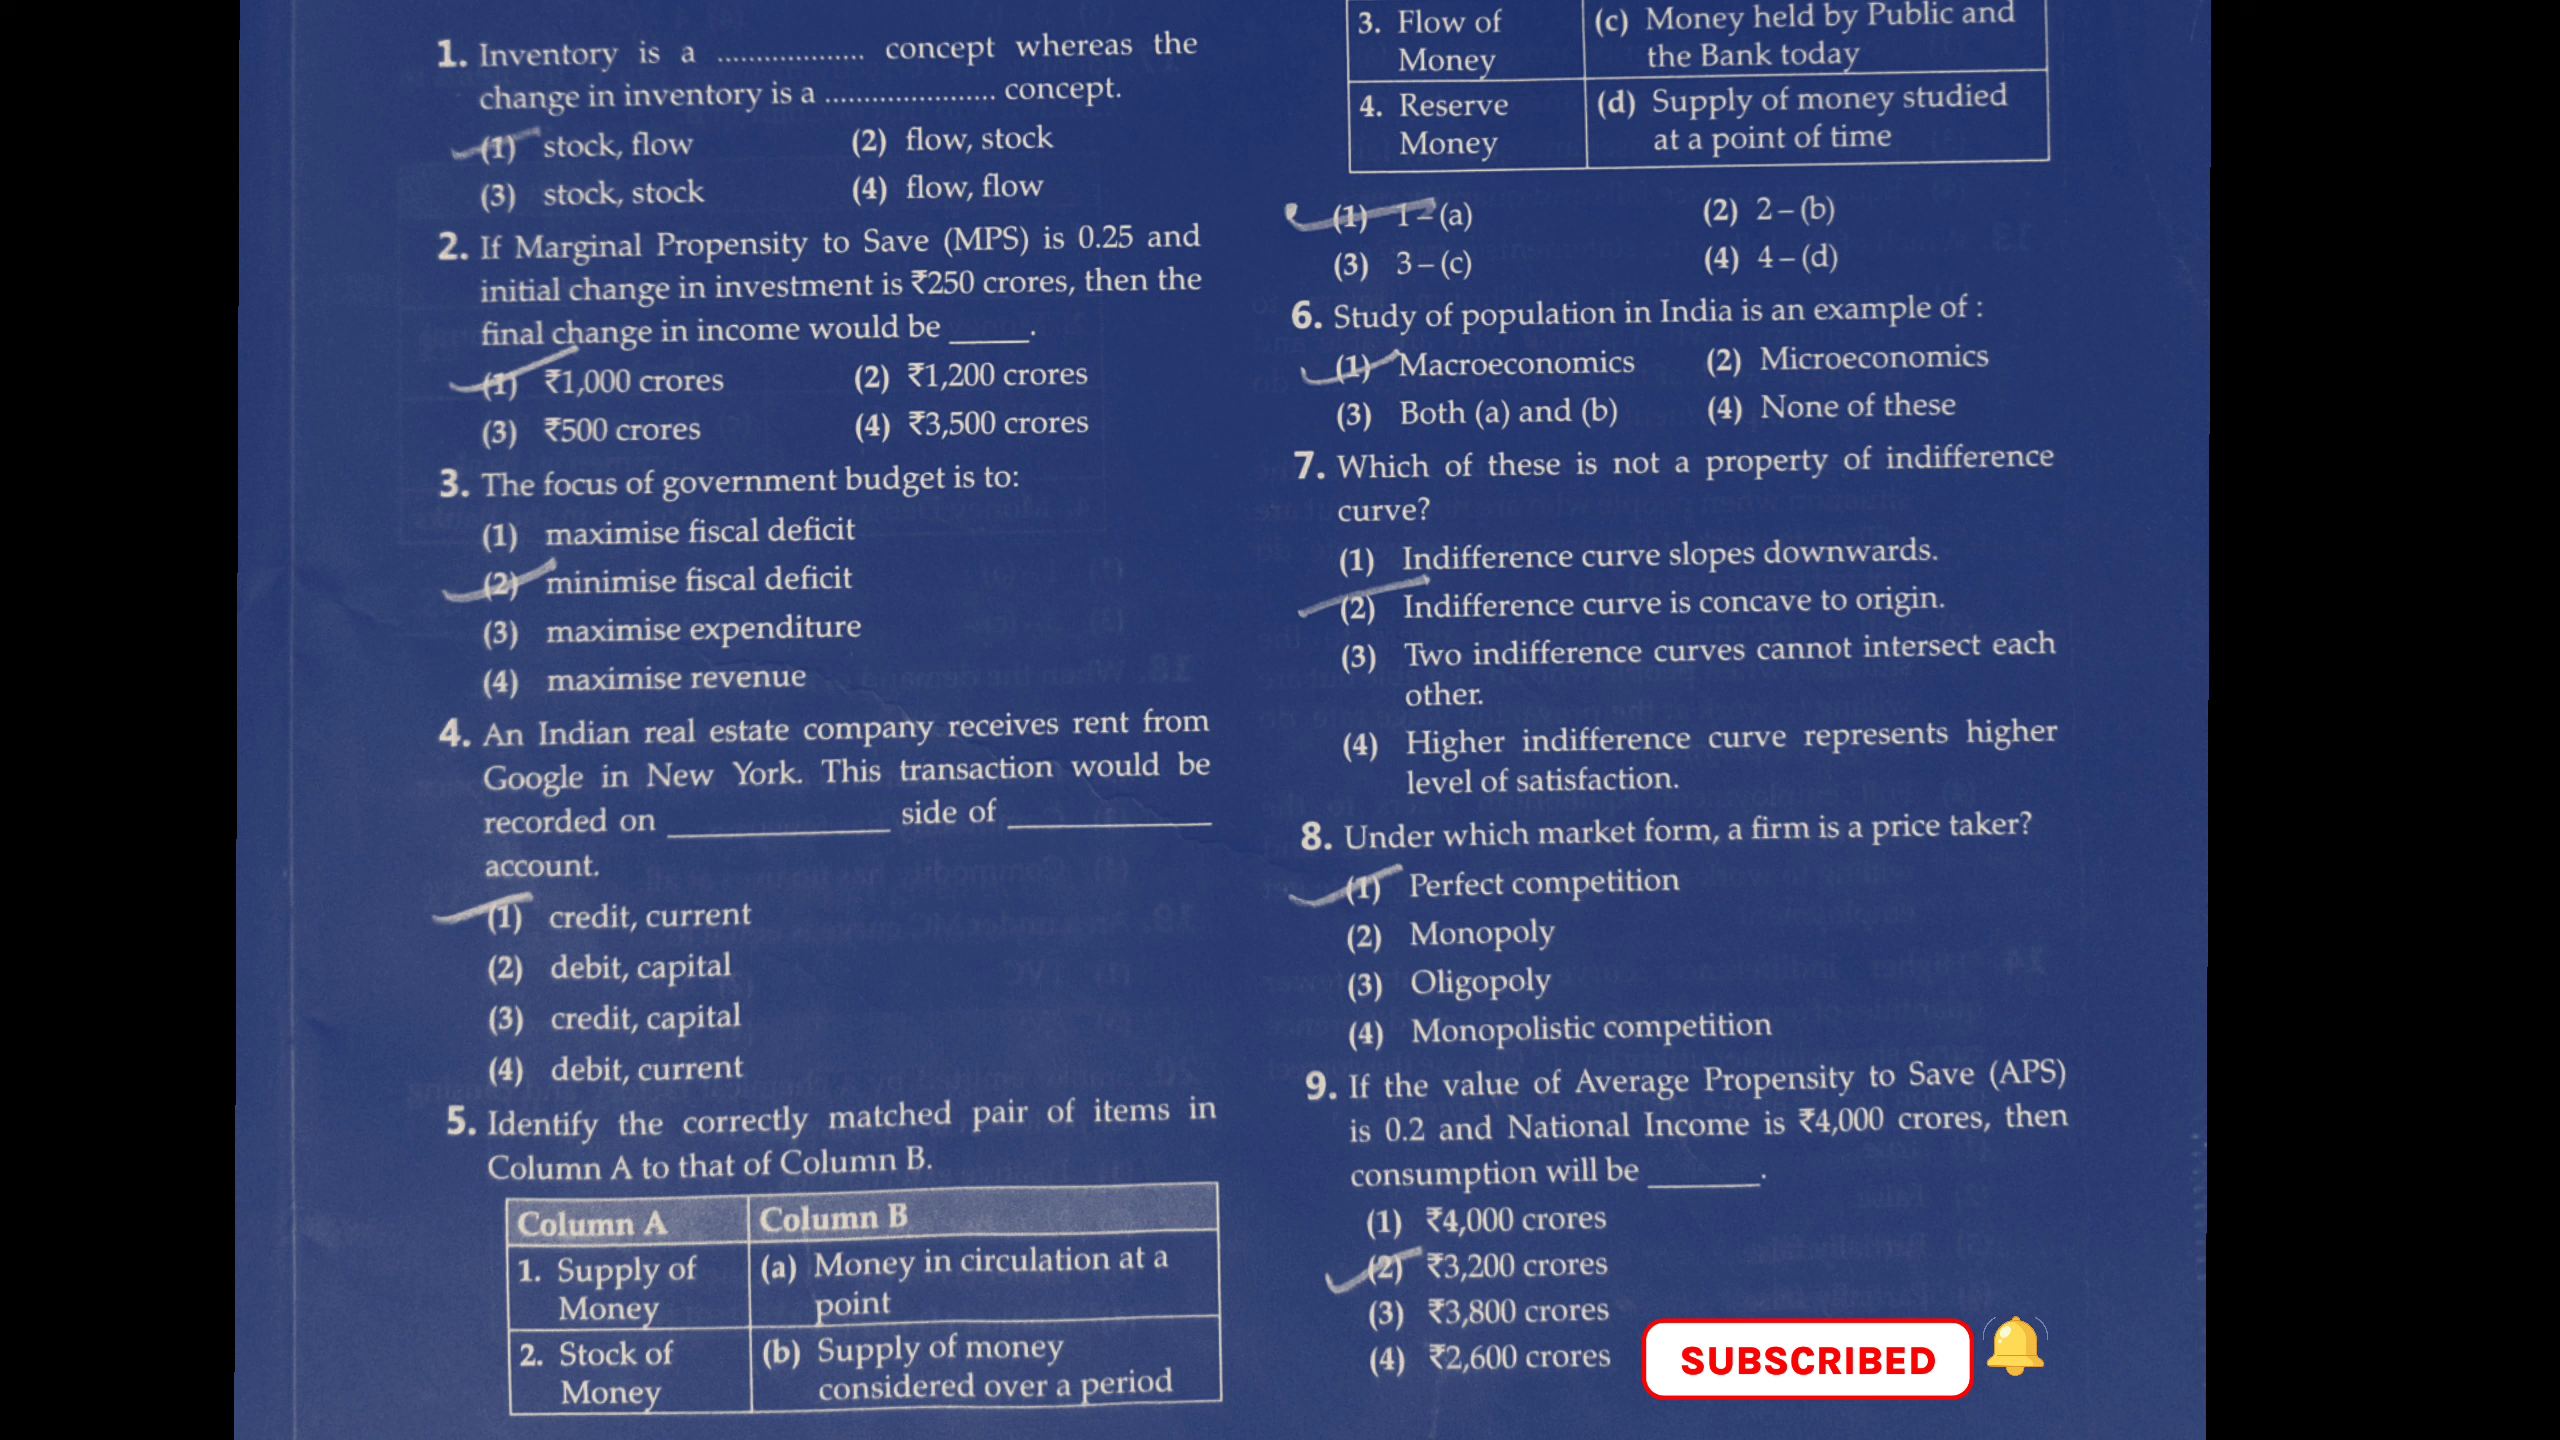 1. Inventory is a ................... concept whereas the
change in inventory is a ...................... concept.
(1) stock, flow (2) flow, stock
(3) stock, stock (4) flow, flow
2. If Marginal Propensity to Save (MPS) is 0.25 and
initial change in investment is ₹250 crores, then the
final change in income would be _____.
(1) ₹1,000 crores (2) ₹1,200 crores
(3) ₹500 crores (4) ₹3,500 crores
3. The focus of government budget is to:
(1) maximise fiscal deficit
(2) minimise fiscal deficit
(3) maximise expenditure
(4) maximise revenue
4. An Indian real estate company receives rent from
Google in New York. This transaction would be
recorded on ______________ side of _____________
account.
(1) credit, current
(2) debit, capital
(3) credit, capital
(4) debit, current
5. Identify the correctly matched pair of items in
Column A to that of Column B.
Column A Column B
1. Supply of (a) Money in circulation at a
Money point
2. Stock of (b) Supply of money
Money considered over a period
3. Flow of (c) Money held by Public and
Money the Bank today
4. Reserve (d) Supply of money studied
Money at a point of time
(1) 1 – (a) (2) 2 – (b)
(3) 3 – (c) (4) 4 – (d)
6. Study of population in India is an example of :
(1) Macroeconomics (2) Microeconomics
(3) Both (a) and (b) (4) None of these
7. Which of these is not a property of indifference
curve?
(1) Indifference curve slopes downwards.
(2) Indifference curve is concave to origin.
(3) Two indifference curves cannot intersect each
other.
(4) Higher indifference curve represents higher
level of satisfaction.
8. Under which market form, a firm is a price taker?
(1) Perfect competition
(2) Monopoly
(3) Oligopoly
(4) Monopolistic competition
9. If the value of Average Propensity to Save (APS)
is 0.2 and National Income is ₹4,000 crores, then
consumption will be _______.
(1) ₹4,000 crores
(2) ₹3,200 crores
(3) ₹3,800 crores
(4) ₹2,600 crores
SUBSCRIBED